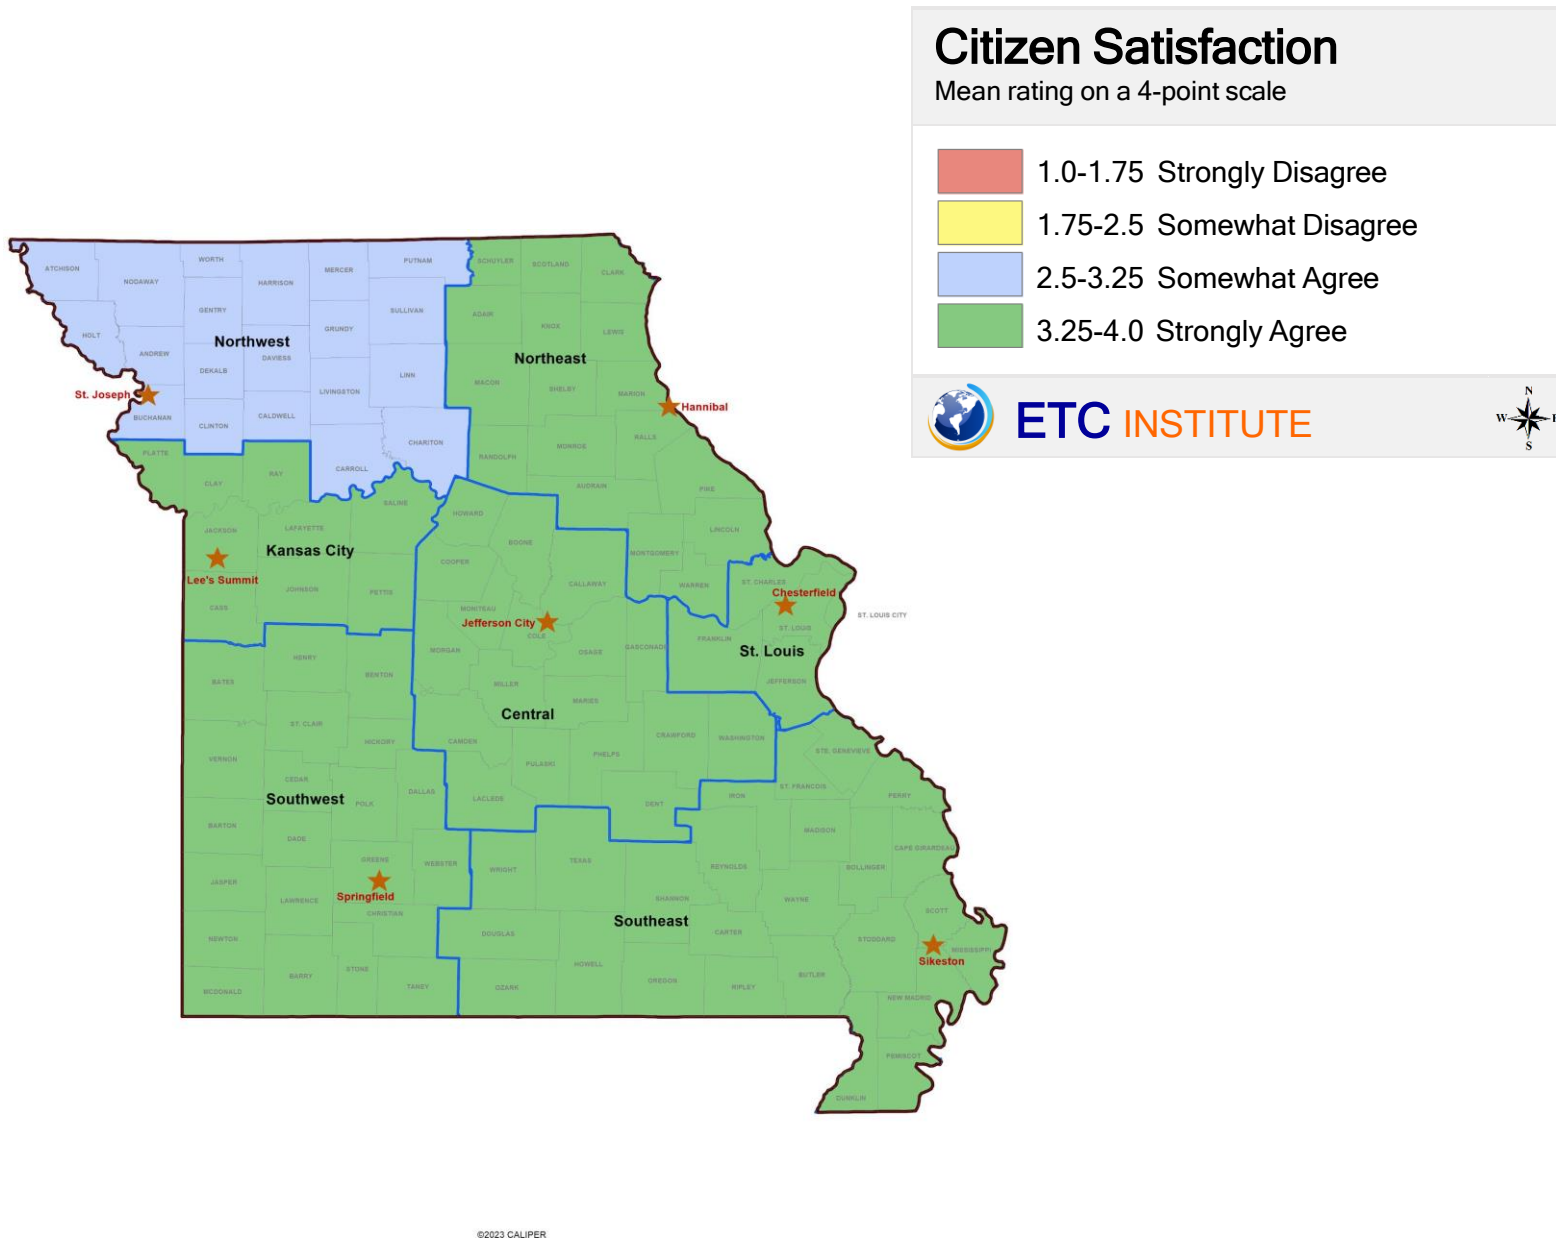 Citizen Satisfaction
Mean rating on a 4-point scale
1.0-1.75 Strongly Disagree
1.75-2.5 Somewhat Disagree
2.5-3.25 Somewhat Agree
3.25-4.0 Strongly Agree
ETC INSTITUTE
N
W E
S
ATCHISON
NODAWAY
WORTH
HARRISON
MERCER
PUTNAM
SCHUYLER
SCOTLAND
CLARK
HOLT
GENTRY
GRUNDY
SULLIVAN
ADAIR
KNOX
LEWIS
Northwest
Northeast
ANDREW
DEKALB
DAVIESS
LIVINGSTON
LINN
MACON
SHELBY
MARION
St. Joseph
Hannibal
BUCHANAN
CLINTON
CALDWELL
CHARITON
RALLS
PLATTE
CLAY
RAY
CARROLL
RANDOLPH
MONROE
AUDRAIN
PIKE
SALINE
HOWARD
JACKSON
LAFAYETTE
BOONE
LINCOLN
Kansas City
COOPER
MONTGOMERY
Lee's Summit
JOHNSON
PETTIS
CALLAWAY
WARREN
ST. CHARLES
Chesterfield
CASS
MONITEAU
Jefferson City
COLE
ST. LOUIS
ST. LOUIS CITY
MORGAN
OSAGE
GASCONADE
FRANKLIN
St. Louis
HENRY
BATES
BENTON
MILLER
MARIES
JEFFERSON
Central
ST. CLAIR
HICKORY
CAMDEN
PULASKI
PHELPS
CRAWFORD
WASHINGTON
STE. GENEVIEVE
VERNON
CEDAR
Southwest
POLK
DALLAS
LACLEDE
DENT
IRON
ST. FRANCOIS
PERRY
BARTON
DADE
GREENE
WEBSTER
WRIGHT
TEXAS
REYNOLDS
MADISON
BOLLINGER
CAPE GIRARDEAU
JASPER
LAWRENCE
Springfield
CHRISTIAN
SHANNON
WAYNE
SCOTT
Southeast
NEWTON
DOUGLAS
CARTER
STODDARD
MISSISSIPPI
Sikeston
BARRY
STONE
TANEY
MCDONALD
OZARK
HOWELL
OREGON
RIPLEY
BUTLER
NEW MADRID
PEMISCOT
DUNKLIN
©2023 CALIPER